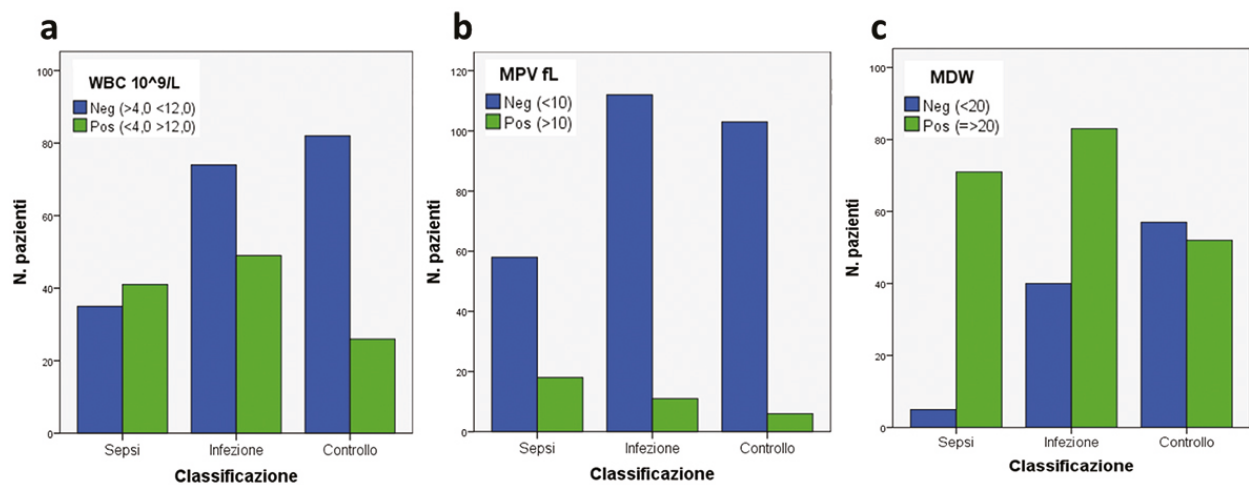 a
WBC 10^9/L
Neg (>4,0 <12,0)
Pos (<4,0 >12,0)
100
80
60
40
20
0
N. pazienti
Sepsi Infezione Controllo
Classificazione
b
MPV fL
Neg (<10)
Pos (>10)
120
100
80
60
40
20
0
N. pazienti
Sepsi Infezione Controllo
Classificazione
c
MDW
Neg (<20)
Pos (=>20)
100
80
60
40
20
0
N. pazienti
Sepsi Infezione Controllo
Classificazione